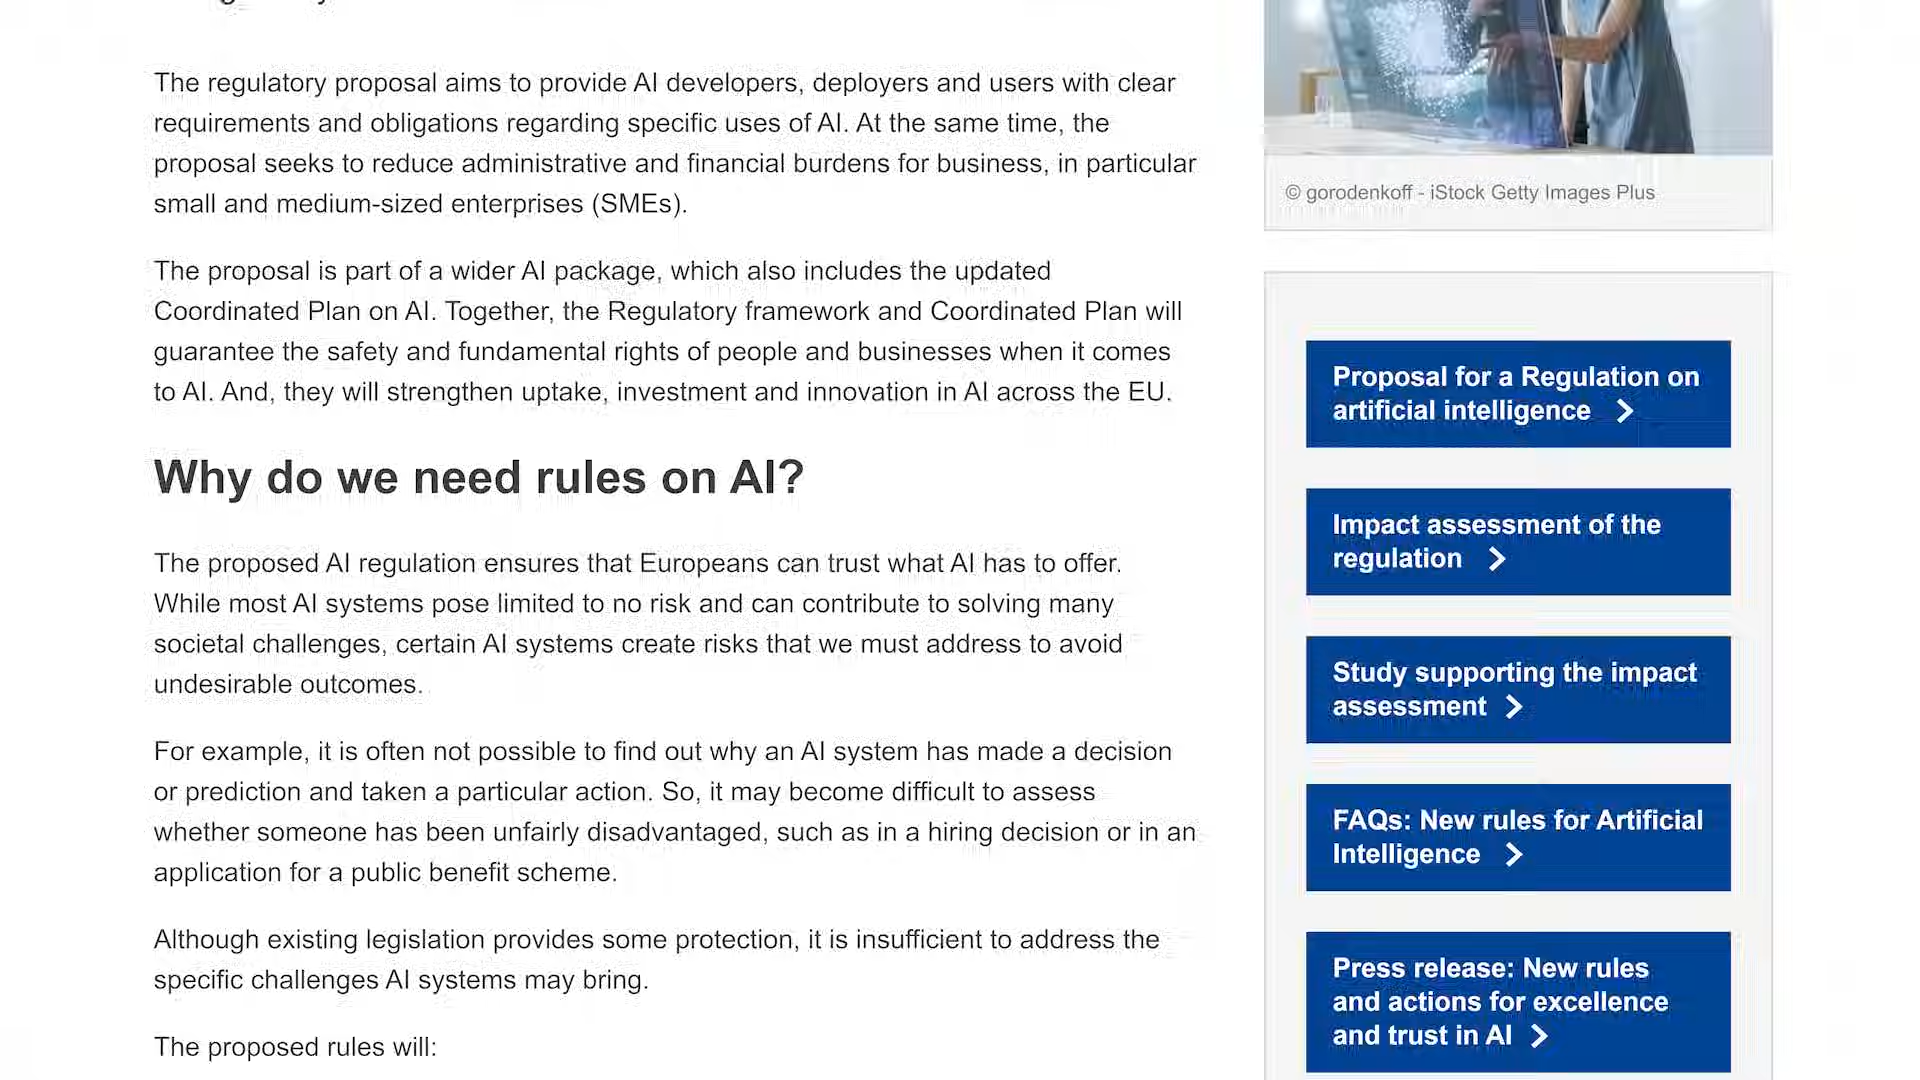 The regulatory proposal aims to provide AI developers, deployers and users with clear
requirements and obligations regarding specific uses of AI. At the same time, the
proposal seeks to reduce administrative and financial burdens for business, in particular
small and medium-sized enterprises (SMEs).
The proposal is part of a wider AI package, which also includes the updated
Coordinated Plan on AI. Together, the Regulatory framework and Coordinated Plan will
guarantee the safety and fundamental rights of people and businesses when it comes
to AI. And, they will strengthen uptake, investment and innovation in AI across the EU.
Why do we need rules on AI?
The proposed AI regulation ensures that Europeans can trust what AI has to offer.
While most AI systems pose limited to no risk and can contribute to solving many
societal challenges, certain AI systems create risks that we must address to avoid
undesirable outcomes.
For example, it is often not possible to find out why an AI system has made a decision
or prediction and taken a particular action. So, it may become difficult to assess
whether someone has been unfairly disadvantaged, such as in a hiring decision or in an
application for a public benefit scheme.
Although existing legislation provides some protection, it is insufficient to address the
specific challenges AI systems may bring.
The proposed rules will:
© gorodenkoff - iStock Getty Images Plus
Proposal for a Regulation on
artificial intelligence
Impact assessment of the
regulation
Study supporting the impact
assessment
FAQs: New rules for Artificial
Intelligence
Press release: New rules
and actions for excellence
and trust in AI